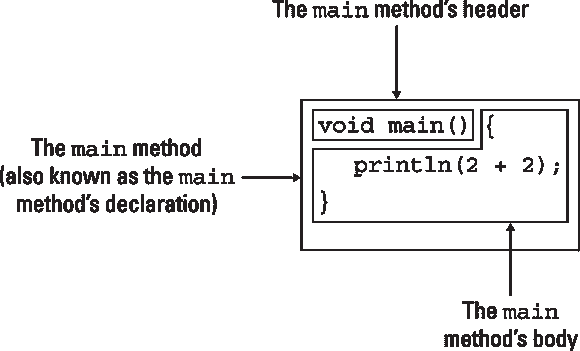 The main method's header
void main() {
println(2 + 2);
}
The main method
(also known as the main
method's declaration)
The main
method's body